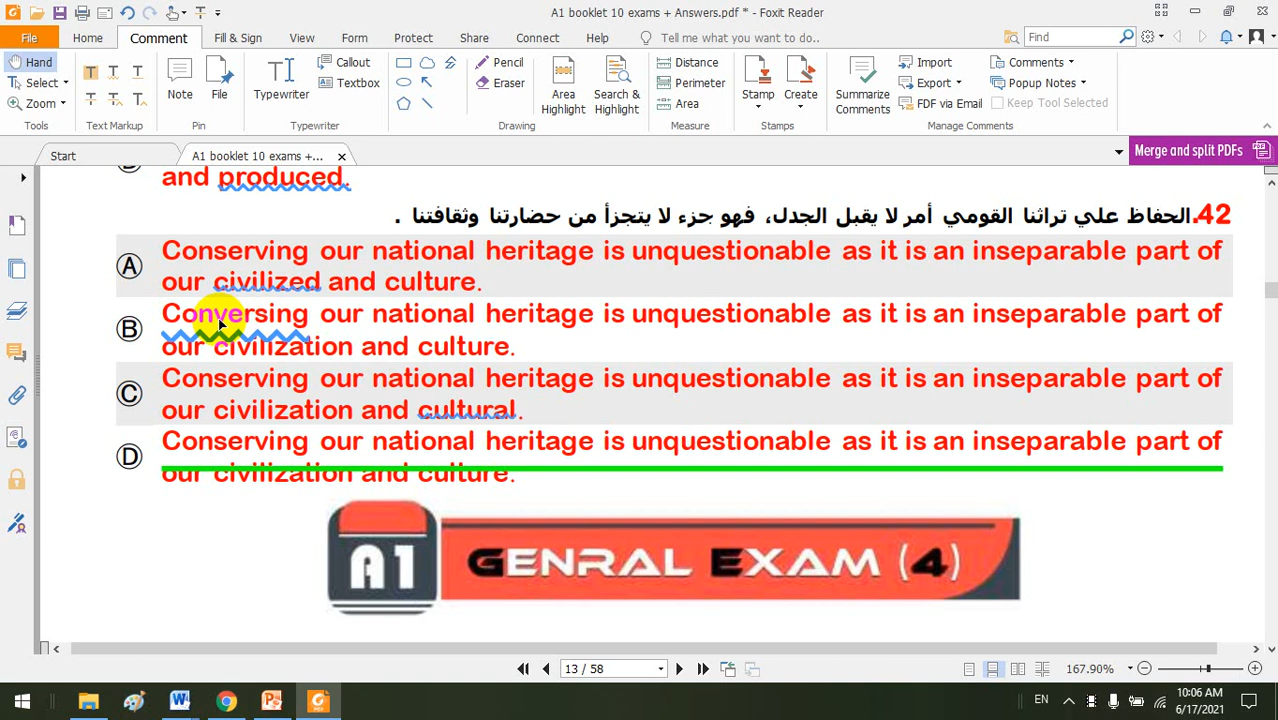 A1 booklet 10 exams + Answers.pdf * - Foxit Reader
File Home Comment Fill & Sign View Form Protect Share Connect Help Tell me what you want to do.. Find
Hand
Select
Zoom
Tools
Text Markup
Note
File
Pin
Typewriter
Callout
Textbox
Typewriter
Pencil
Eraser
Drawing
Area Highlight
Search & Highlight
Distance
Perimeter
Area
Measure
Stamp
Create
Stamps
Summarize Comments
Import
Export
FDF via Email
Comments
Popup Notes
Keep Tool Selected
Manage Comments
Start
A1 booklet 10 exams +...
Merge and split PDFs
and produced.
42.الحفاظ علي تراثنا القومي أمر لا يقبل الجدل، فهو جزء لا يتجزأ من حضارتنا وثقافتنا .
A Conserving our national heritage is unquestionable as it is an inseparable part of
our civilized and culture.
B Conversing our national heritage is unquestionable as it is an inseparable part of
our civilization and culture.
C Conserving our national heritage is unquestionable as it is an inseparable part of
our civilization and cultural.
D Conserving our national heritage is unquestionable as it is an inseparable part of
our civilization and culture.
A1 GENRAL EXAM (4)
13 / 58
167.90%
EN
10:06 AM
6/17/2021